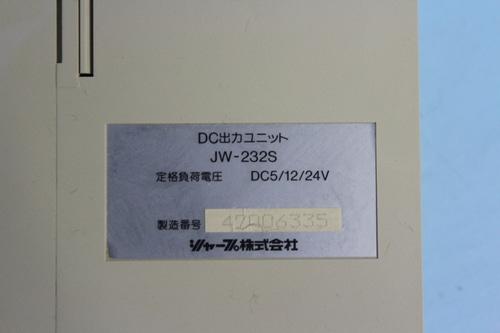 DC出力ユニット
JW-232S
定格負荷電圧 DC5/12/24V
製造番号 47006335
シャープ株式会社